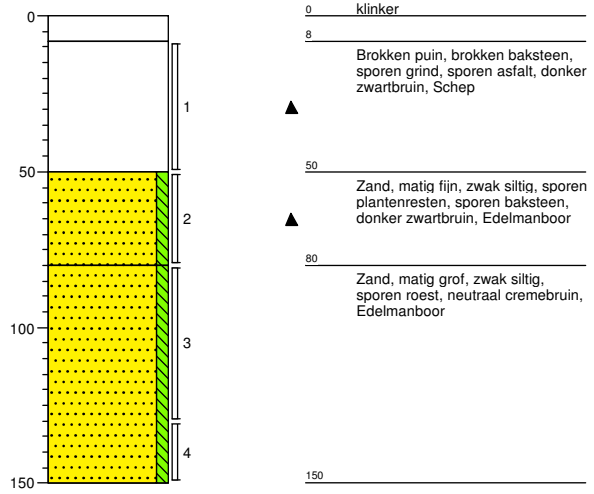 0
50
100
150
1
2
3
4
0 klinker
8
Brokken puin, brokken baksteen,
sporen grind, sporen asfalt, donker
zwartbruin, Schep
50
Zand, matig fijn, zwak siltig, sporen
plantenresten, sporen baksteen,
donker zwartbruin, Edelmanboor
80
Zand, matig grof, zwak siltig,
sporen roest, neutraal cremebruin,
Edelmanboor
150